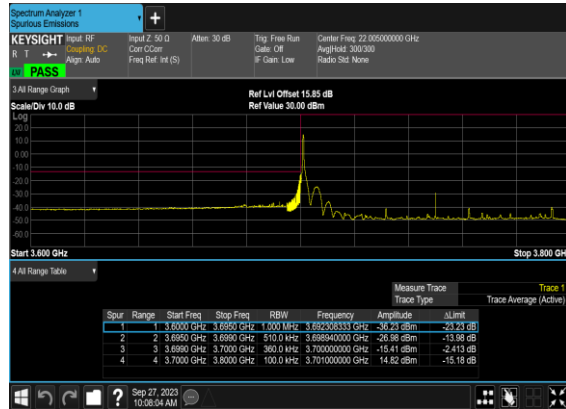 Spectrum Analyzer 1
Spurious Emissions
KEYSIGHT Input: RF Input Z: 50 Ω Atten: 30 dB Trig: Free Run Center Freq: 22.005000000 GHz
R T Coupling: DC Corr CCorr Gate: Off Avg|Hold: 300/300
Align: Auto Freq Ref: Int (S) IF Gain: Low Radio Std: None
PASS
3 All Range Graph
Ref Lvl Offset 15.85 dB
Scale/Div 10.0 dB Ref Value 30.00 dBm
Log
20.0
10.0
0.00
-10.0
-20.0
-30.0
-40.0
-50.0
-60.0
Start 3.600 GHz Stop 3.800 GH
4 All Range Table
Measure Trace Trace 1
Trace Type Trace Average (Active)
Spur Range Start Freq Stop Freq RBW Frequency Amplitude ΔLimit
1 1 3.6000 GHz 3.6950 GHz 1.000 MHz 3.692308333 GHz -36.23 dBm -23.23 dB
2 2 3.6950 GHz 3.6990 GHz 510.0 kHz 3.698940000 GHz -26.98 dBm -13.98 dB
3 3 3.6990 GHz 3.7000 GHz 360.0 kHz 3.700000000 GHz -15.41 dBm -2.413 dB
4 4 3.7000 GHz 3.8000 GHz 100.0 kHz 3.701000000 GHz 14.82 dBm -15.18 dB
Sep 27, 2023
10:08:04 AM